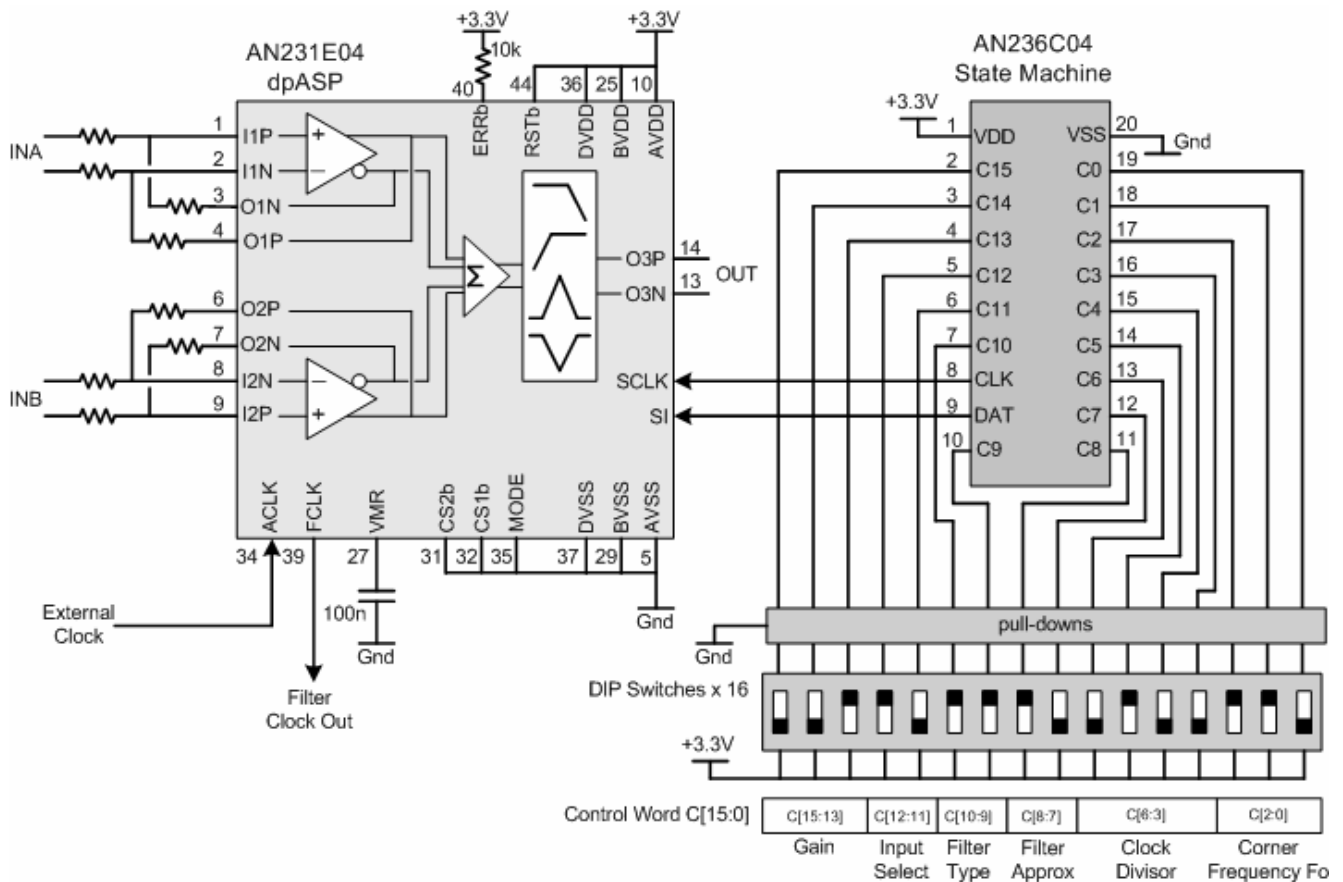 +3.3V
+3.3V
AN231E04
dpASP
10k
40
44
36
25
10
ERRb
RSTb
DVDD
BVDD
AVDD
INA
1
I1P
+
2
I1N
−
3
O1N
4
O1P
6
O2P
7
O2N
8
I2N
−
INB
9
I2P
+
Σ
O3P
14
OUT
O3N
13
SCLK
SI
ACLK
FCLK
VMR
CS2b
CS1b
MODE
DVSS
BVSS
AVSS
34
39
27
31
32
35
37
29
5
External
Clock
100n
Gnd
Gnd
Filter
Clock Out
AN236C04
State Machine
+3.3V
1
VDD
VSS
20
Gnd
2
C15
C0
19
3
C14
C1
18
4
C13
C2
17
5
C12
C3
16
6
C11
C4
15
7
C10
C5
14
8
CLK
C6
13
9
DAT
C7
12
10
C9
C8
11
pull-downs
Gnd
DIP Switches x 16
+3.3V
Control Word C[15:0]
C[15:13]
C[12:11]
C[10:9]
C[8:7]
C[6:3]
C[2:0]
Gain
Input
Select
Filter
Type
Filter
Approx
Clock
Divisor
Corner
Frequency Fo